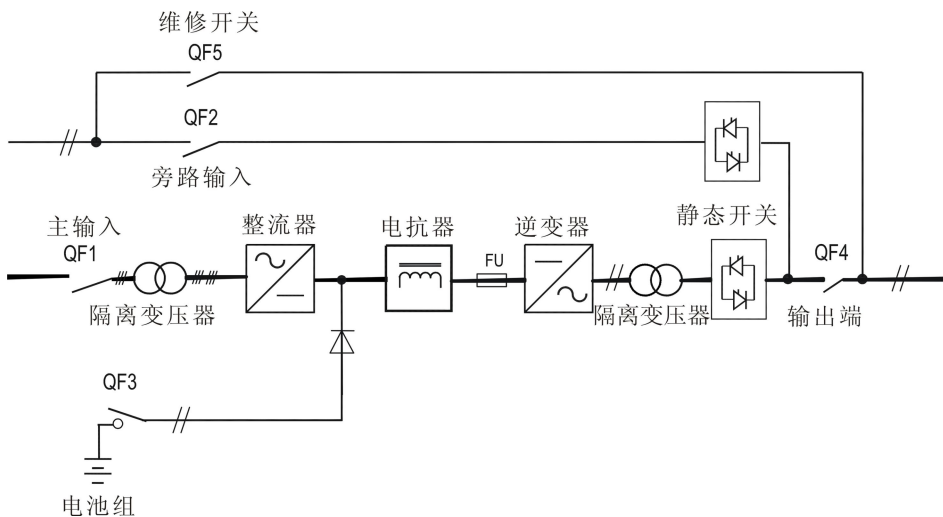 维修开关
QF5
QF2
旁路输入
主输入
QF1
整流器
电抗器
逆变器
静态开关
FU
QF4
隔离变压器
隔离变压器
输出端
QF3
电池组